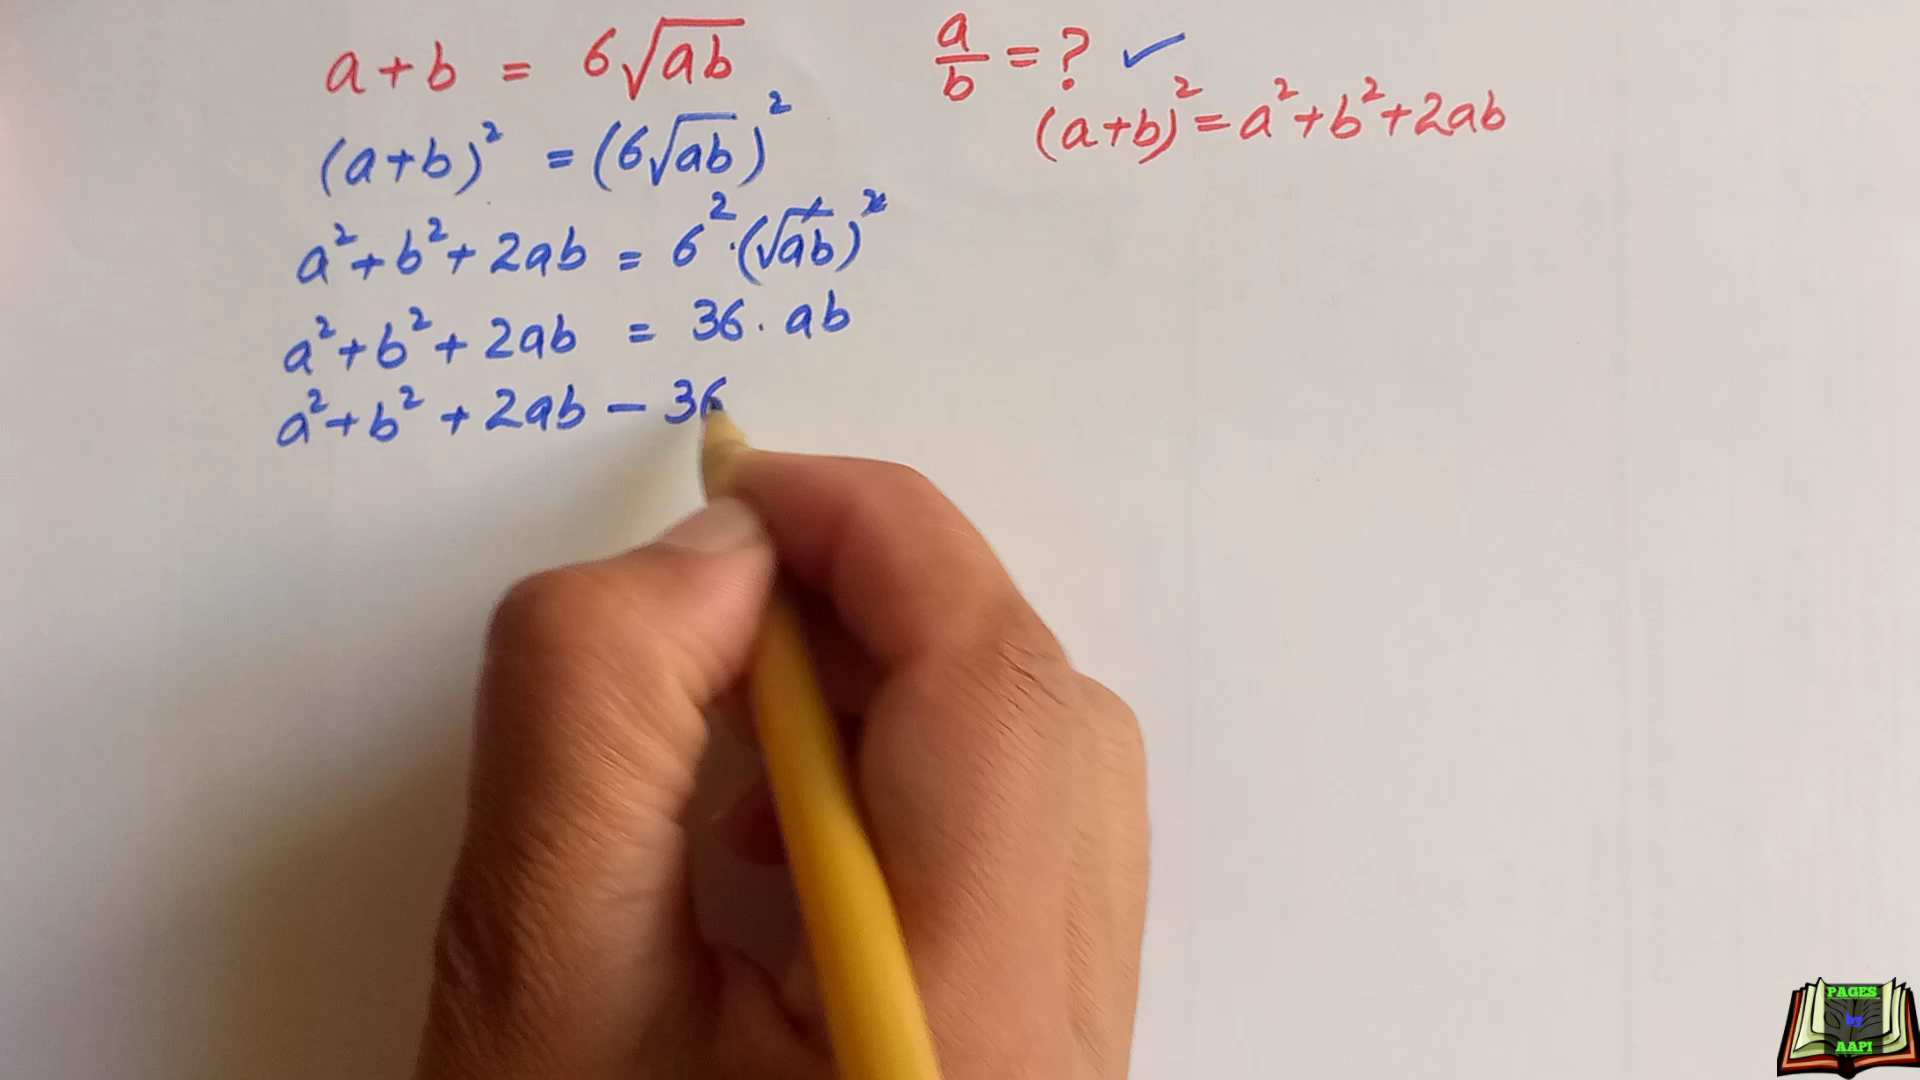 a+b = 6√ab
a/b = ? ✓
(a+b)² = a²+b²+2ab
(a+b)² = (6√ab)²
a²+b²+2ab = 6²·(√ab)²
a²+b²+2ab = 36·ab
a²+b²+2ab − 36
PAGES
by
AAPI